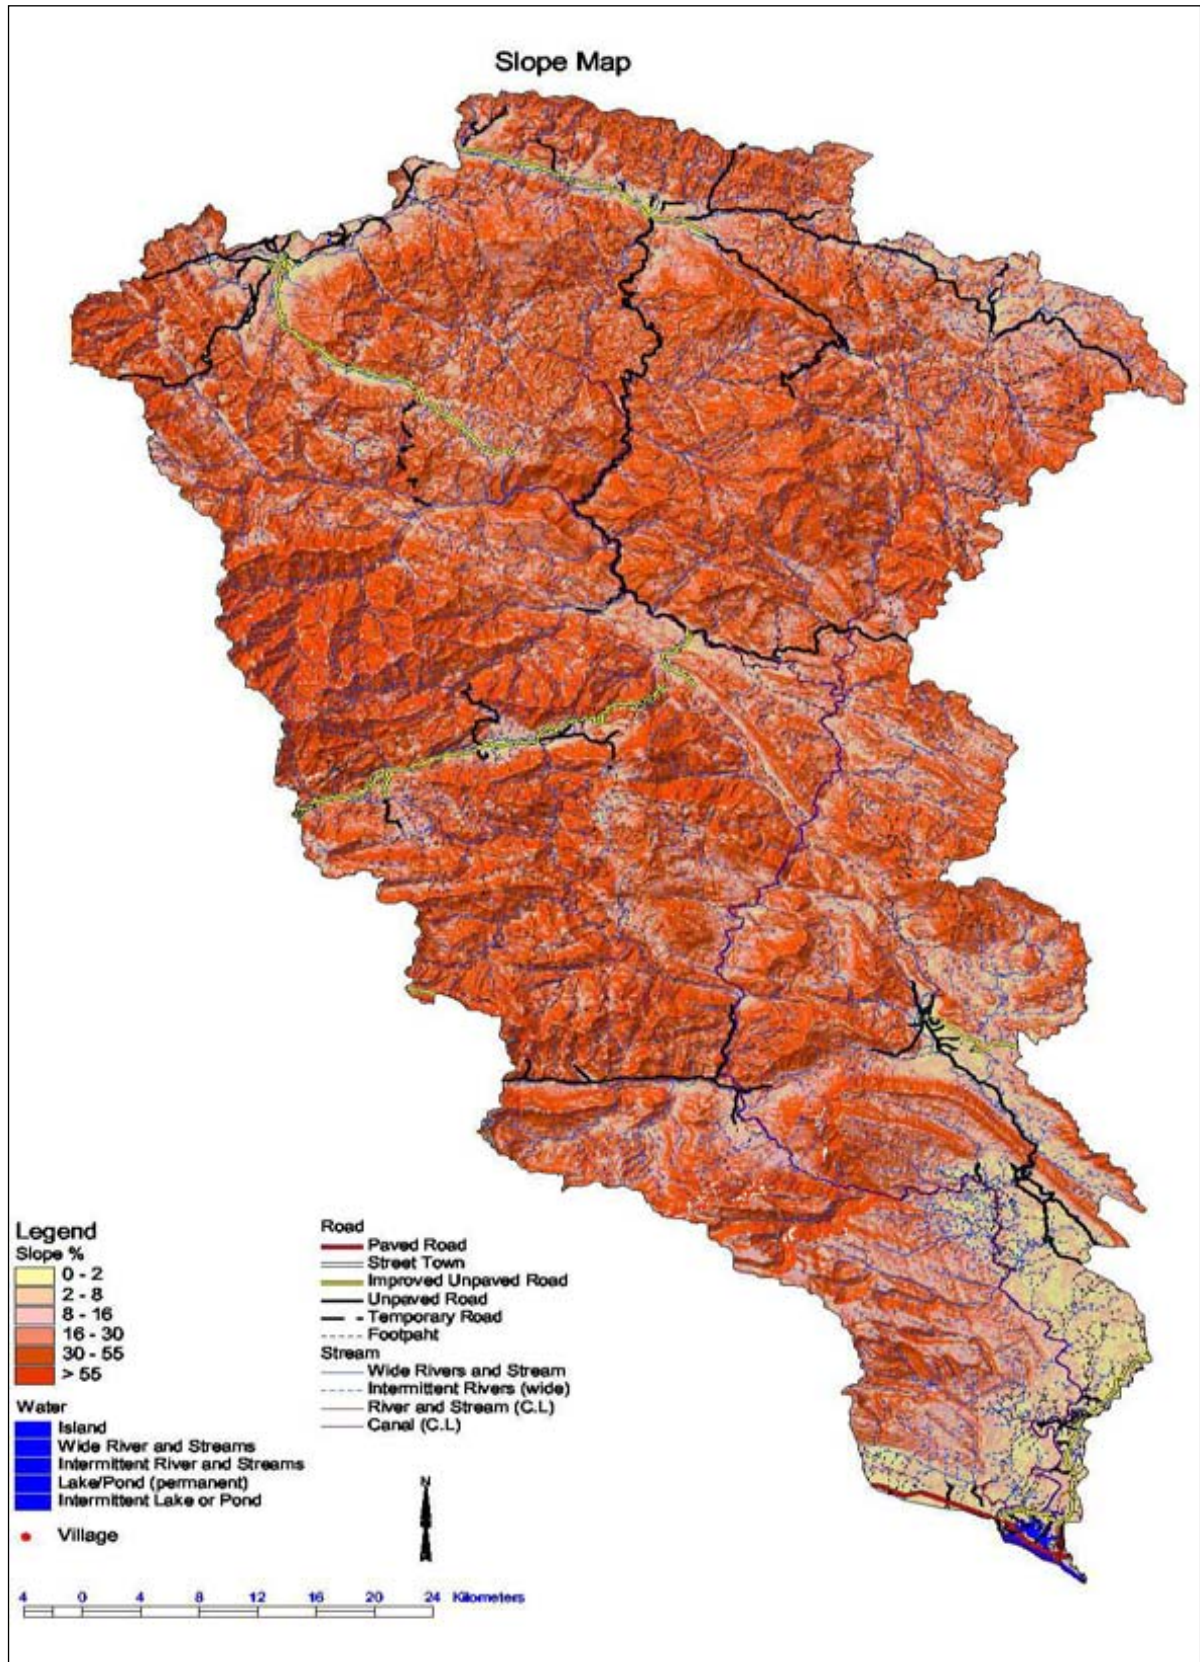 Slope Map
Legend
Slope %
0 - 2
2 - 8
8 - 16
16 - 30
30 - 55
> 55
Water
Island
Wide River and Streams
Intermittent River and Streams
Lake/Pond (permanent)
Intermittent Lake or Pond
Village
Road
Paved Road
Street Town
Improved Unpaved Road
Unpaved Road
Temporary Road
Footpaht
Stream
Wide Rivers and Stream
Intermittent Rivers (wide)
River and Stream (C.L)
Canal (C.L)
N
4 0 4 8 12 16 20 24 Kilometers